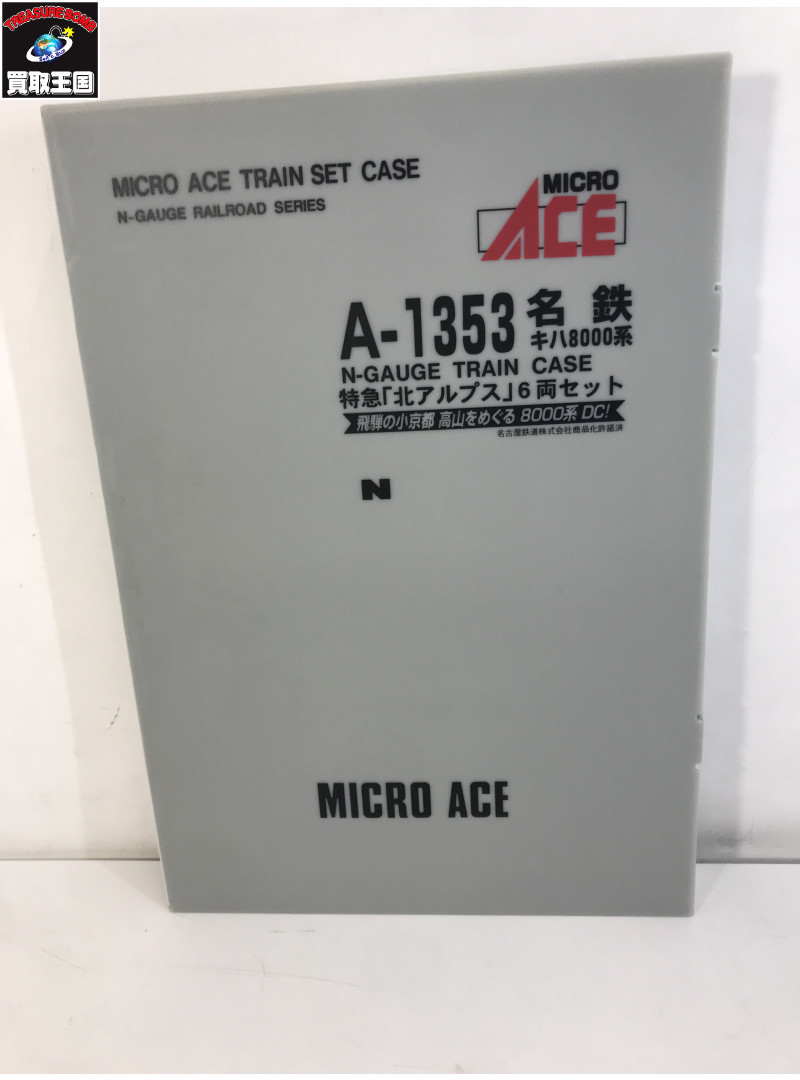 TREASURE BOMB
Sell & Buy
買取王国
MICRO ACE TRAIN SET CASE
N-GAUGE RAILROAD SERIES
MICRO
ACE
A-1353 名鉄
キハ8000系
N-GAUGE TRAIN CASE
特急「北アルプス」6両セット
飛騨の小京都 高山をめぐる 8000系 DC!
名古屋鉄道株式会社商品化許諾済
N
MICRO ACE